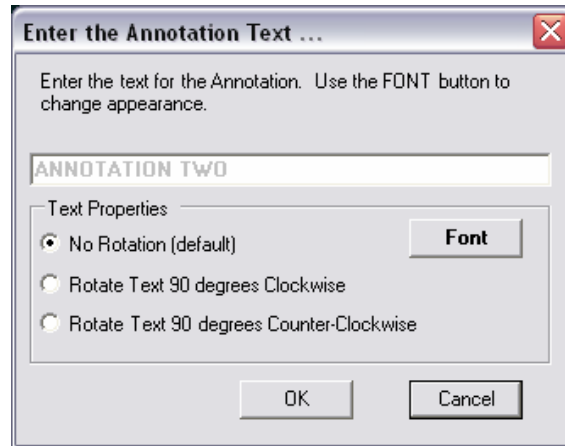 Enter the Annotation Text ...
Enter the text for the Annotation.  Use the FONT button to
change appearance.
ANNOTATION TWO
Text Properties
No Rotation (default)
Font
Rotate Text 90 degrees Clockwise
Rotate Text 90 degrees Counter-Clockwise
OK
Cancel